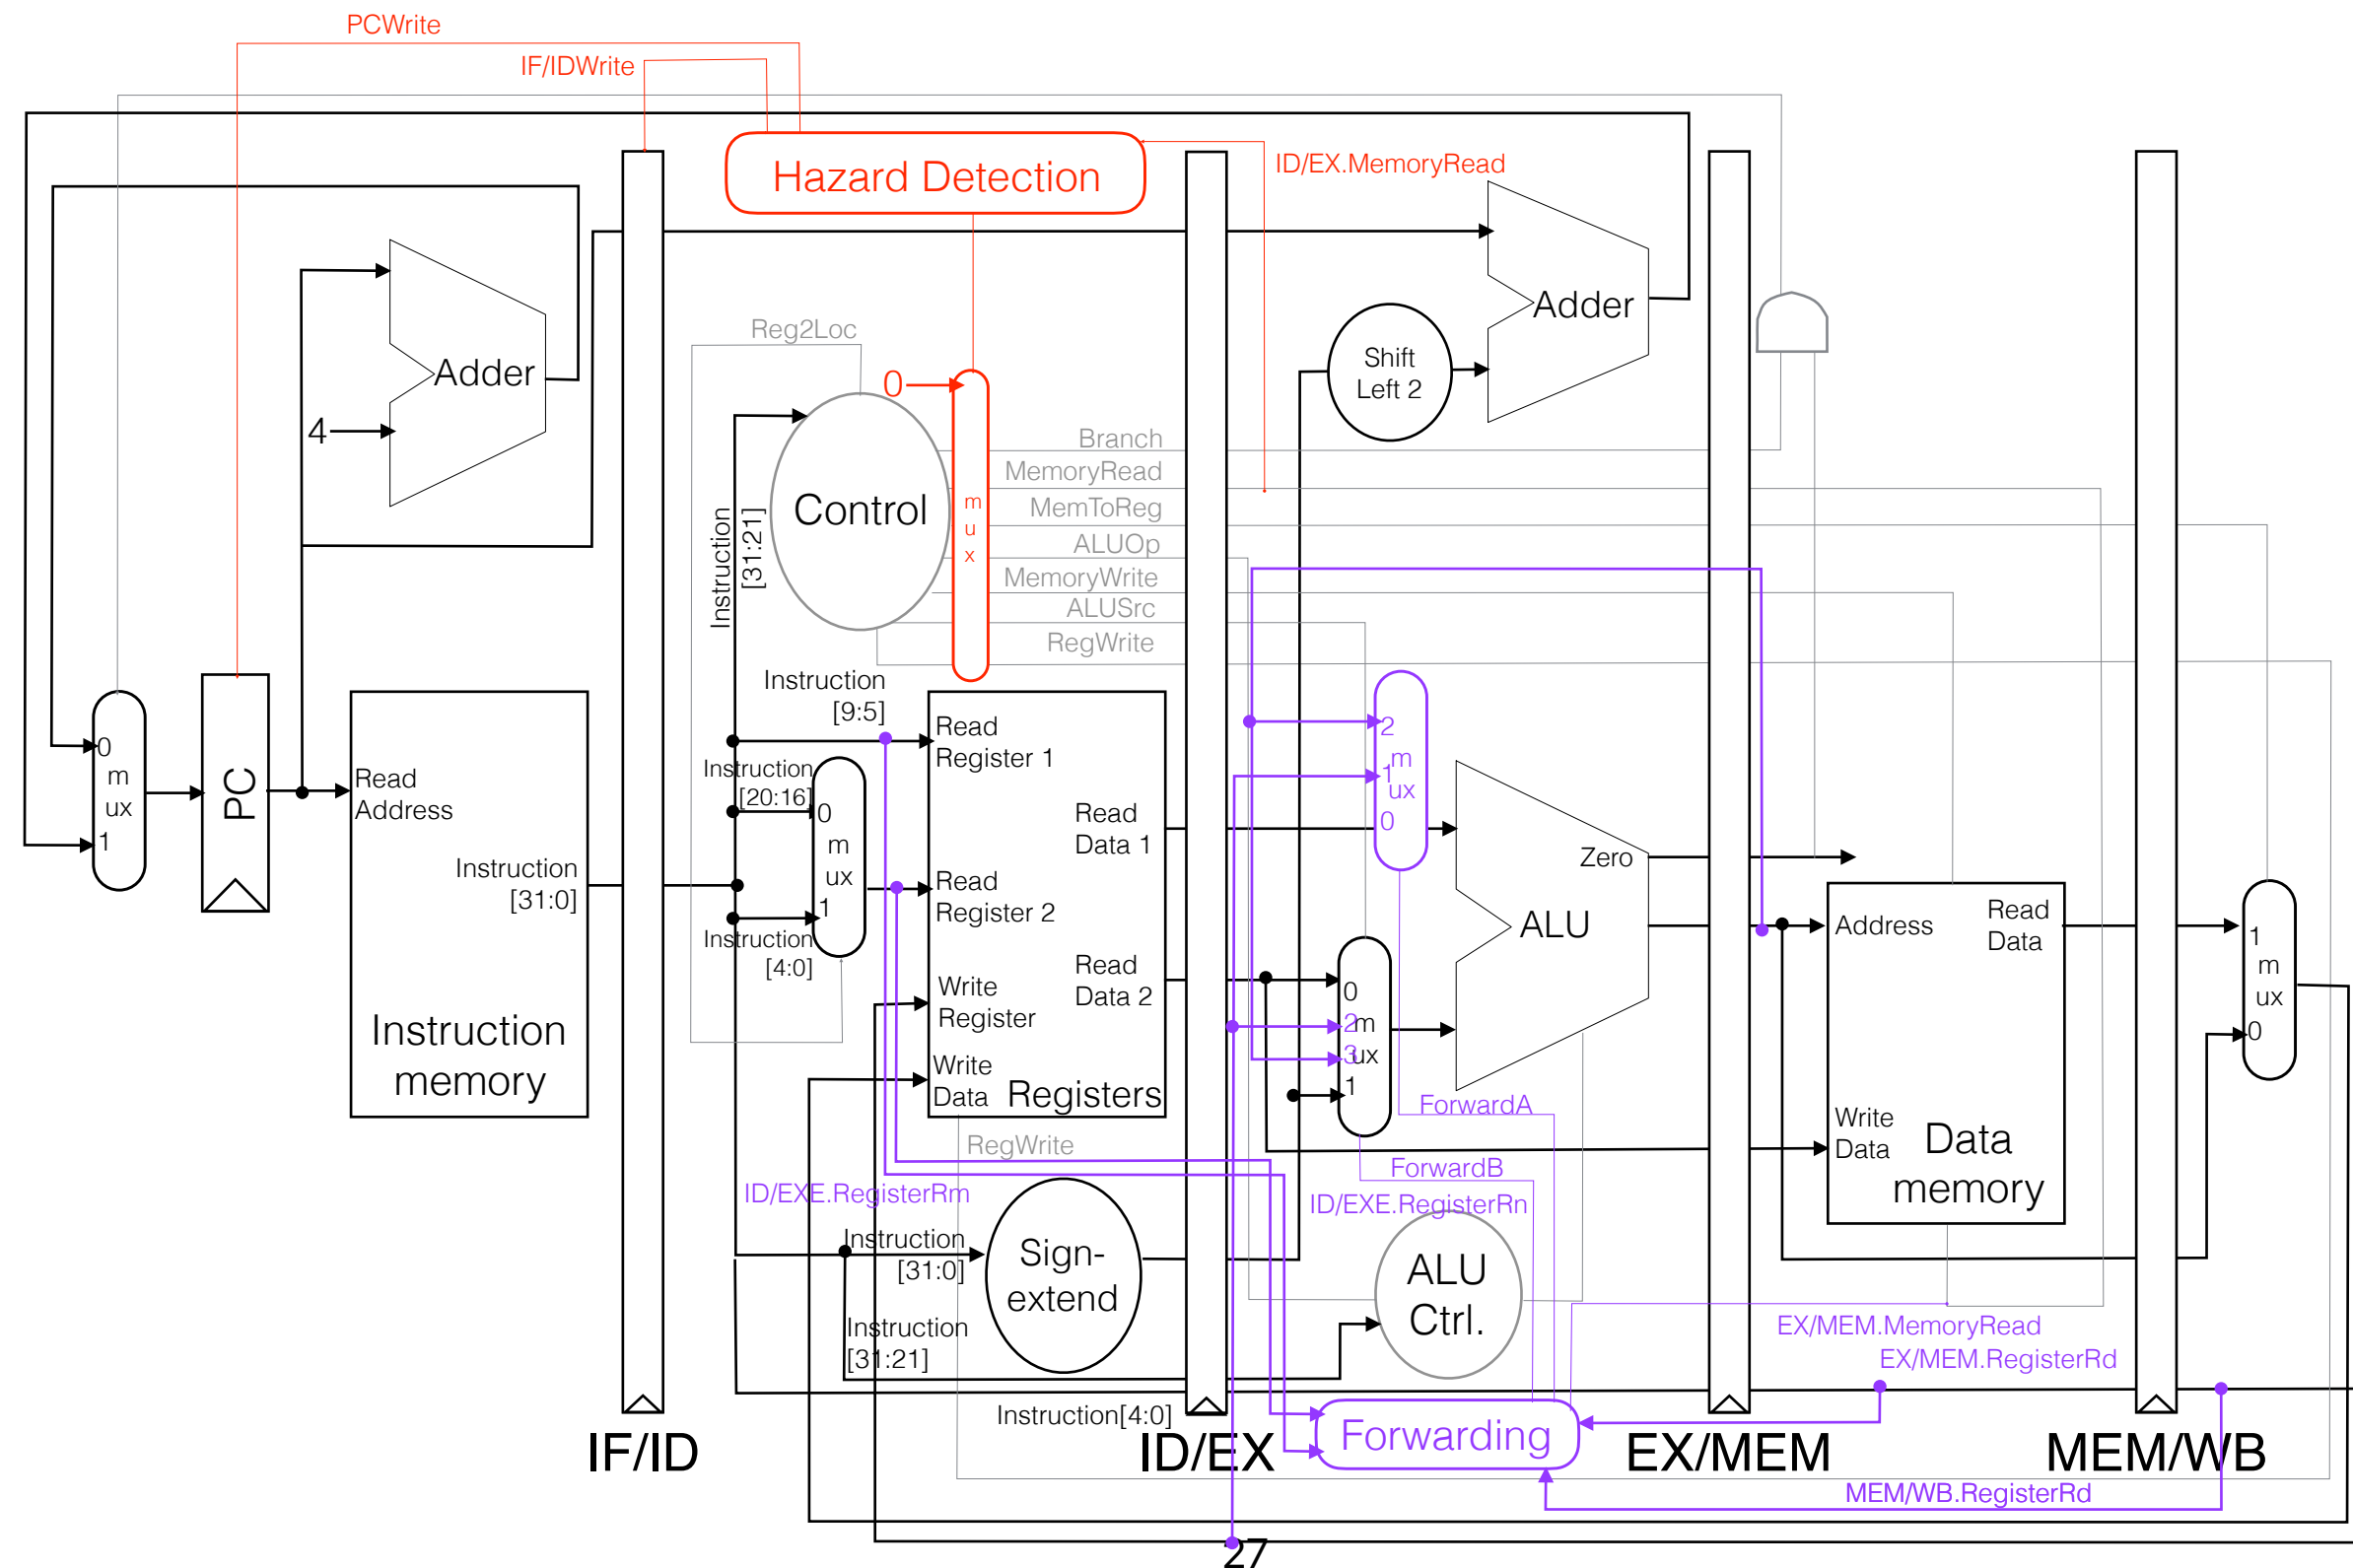 PCWrite
IF/IDWrite
Hazard Detection
ID/EX.MemoryRead
Adder
Reg2Loc
Shift
Left 2
Adder
0
4
Branch
MemoryRead
MemToReg
ALUOp
MemoryWrite
ALUSrc
RegWrite
Control
m
u
x
Instruction
[31:21]
0
m
ux
1
PC
Read
Address
Instruction
[31:0]
Instruction
memory
Instruction
[9:5]
Instruction
[20:16]
0
m
ux
1
Instruction
[4:0]
Read
Register 1
Read
Data 1
Read
Register 2
Read
Data 2
Write
Register
Write
Data
Registers
RegWrite
2
m
1
ux
0
Zero
ALU
0
2
m
3
ux
1
ForwardA
ForwardB
Address
Read
Data
Write
Data
Data
memory
1
m
ux
0
ID/EXE.RegisterRm
ID/EXE.RegisterRn
Instruction
[31:0]
Sign-
extend
ALU
Ctrl.
Instruction
[31:21]
EX/MEM.MemoryRead
EX/MEM.RegisterRd
Instruction[4:0]
Forwarding
IF/ID
ID/EX
EX/MEM
MEM/WB
MEM/WB.RegisterRd
27